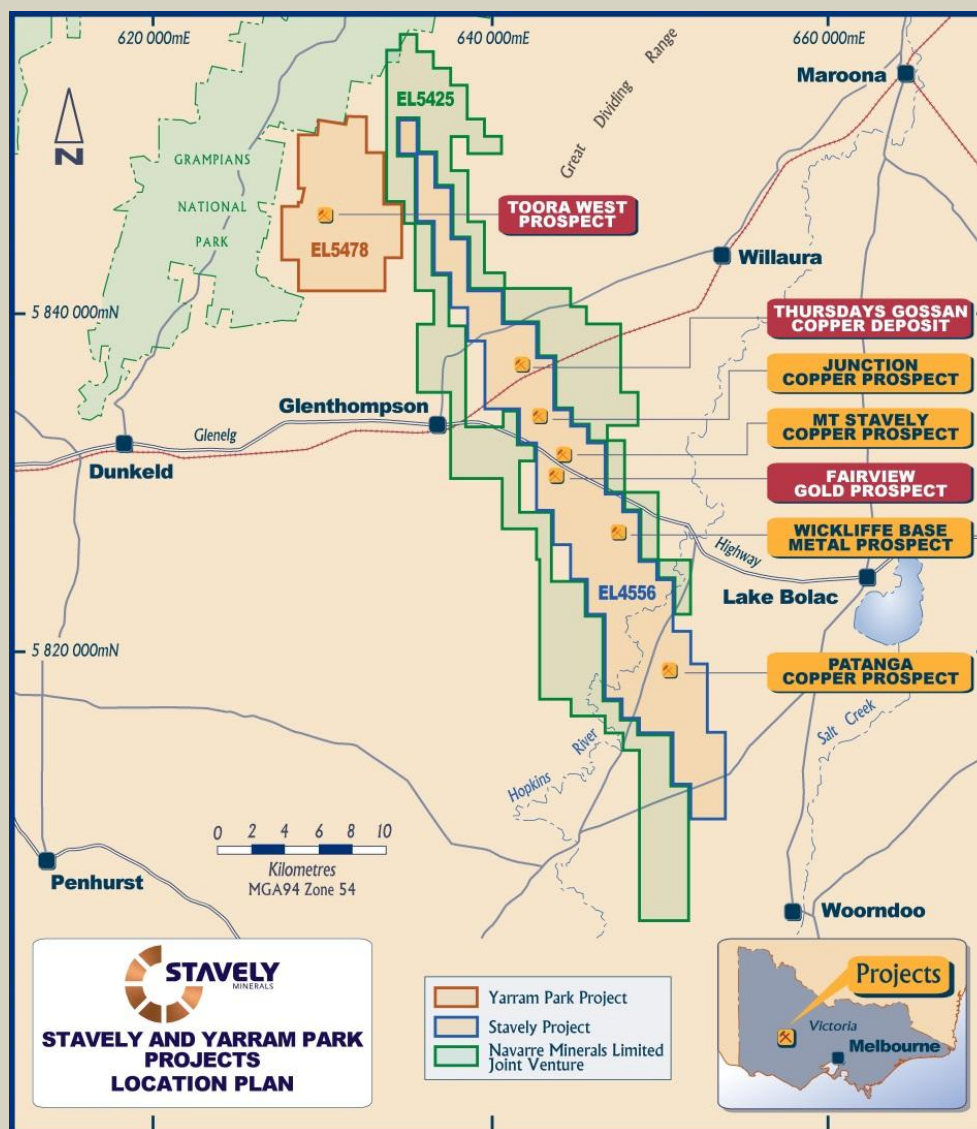 620 000mE
640 000mE
660 000mE
Maroona
EL5425
Great Dividing Range
N
GRAMPIANS
NATIONAL
PARK
TOORA WEST
PROSPECT
EL5478
Willaura
5 840 000mN
THURSDAYS GOSSAN
COPPER DEPOSIT
JUNCTION
COPPER PROSPECT
Glenthompson
MT STAVELY
COPPER PROSPECT
Glenelg
Dunkeld
FAIRVIEW
GOLD PROSPECT
WICKLIFFE BASE
METAL PROSPECT
Highway
EL4556
Lake Bolac
5 820 000mN
PATANGA
COPPER PROSPECT
Salt Creek
Hopkins River
0 2 4 6 8 10
Kilometres
MGA94 Zone 54
Penhurst
Woorndoo
STAVELY
MINERALS
STAVELY AND YARRAM PARK
PROJECTS
LOCATION PLAN
Yarram Park Project
Stavely Project
Navarre Minerals Limited
Joint Venture
Projects
Victoria
Melbourne